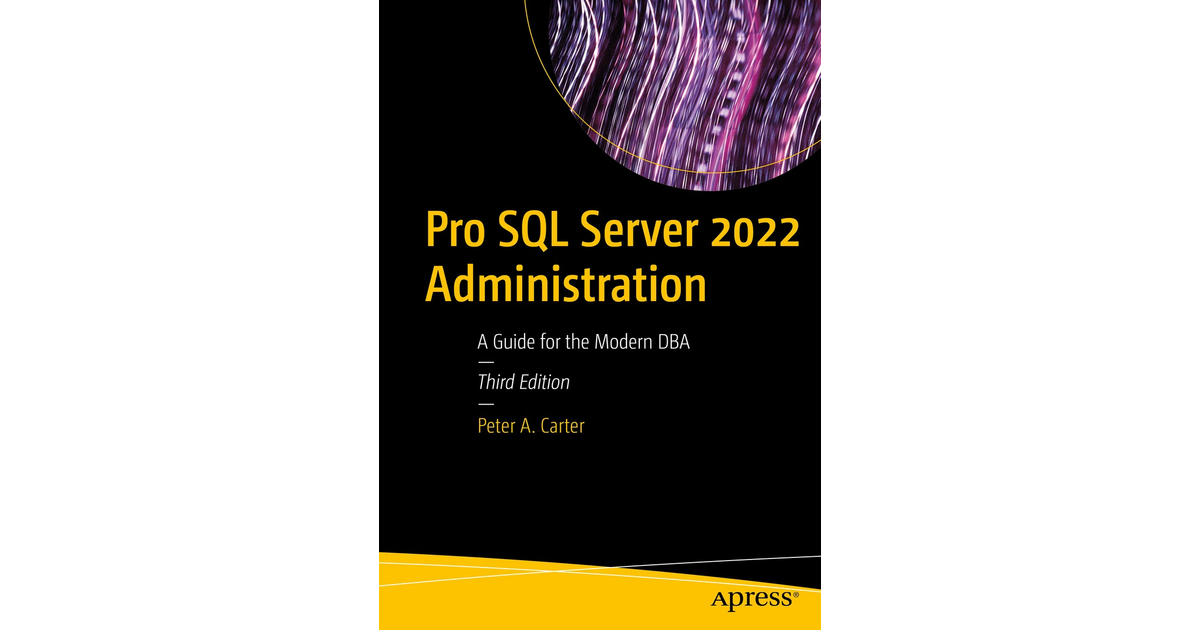 Pro SQL Server 2022
Administration
A Guide for the Modern DBA
Third Edition
Peter A. Carter
Apress®